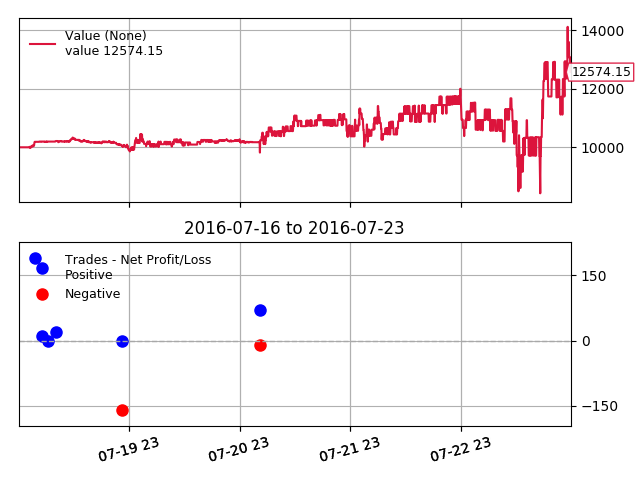 Value (None)
value 12574.15
14000
12574.15
12000
10000
2016-07-16 to 2016-07-23
Trades - Net Profit/Loss
Positive
Negative
150
0
−150
07-19 23
07-20 23
07-21 23
07-22 23